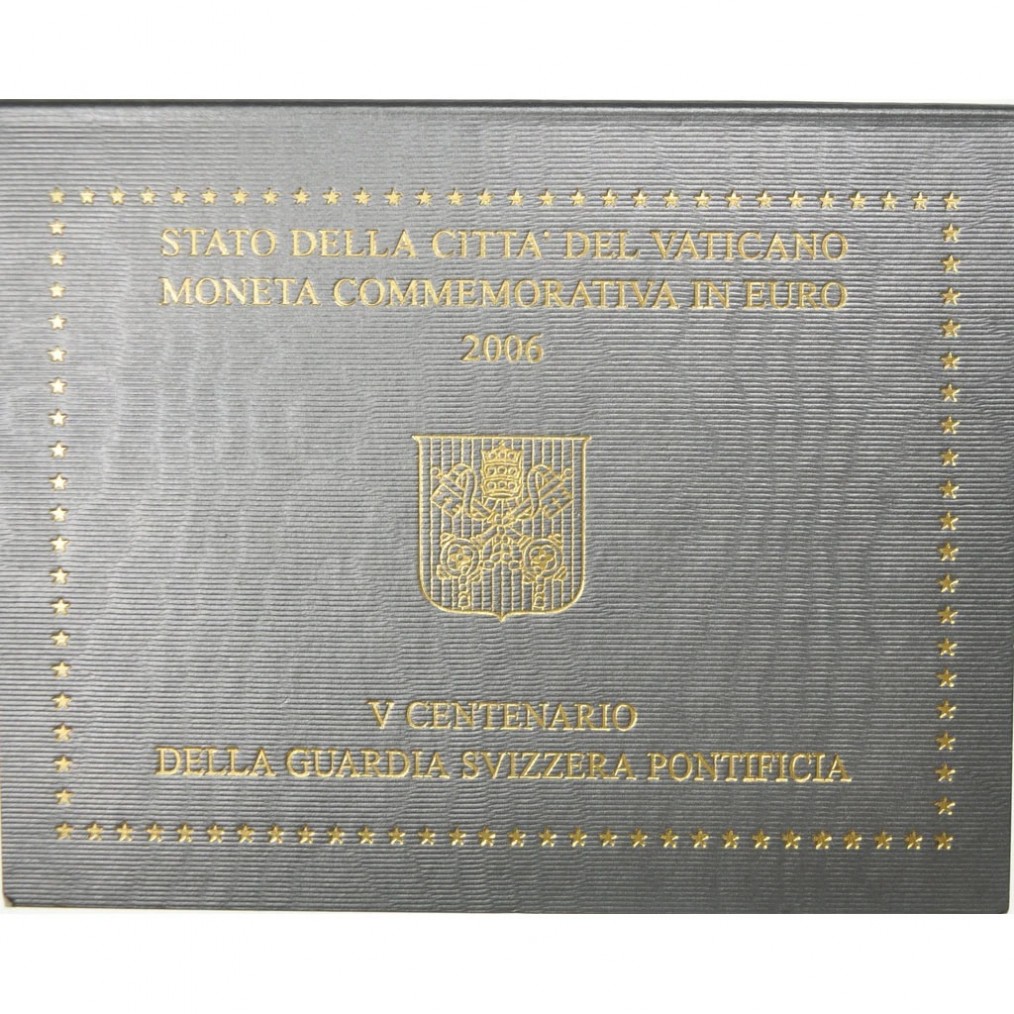 STATO DELLA CITTA' DEL VATICANO
MONETA COMMEMORATIVA IN EURO
2006
V CENTENARIO
DELLA GUARDIA SVIZZERA PONTIFICIA